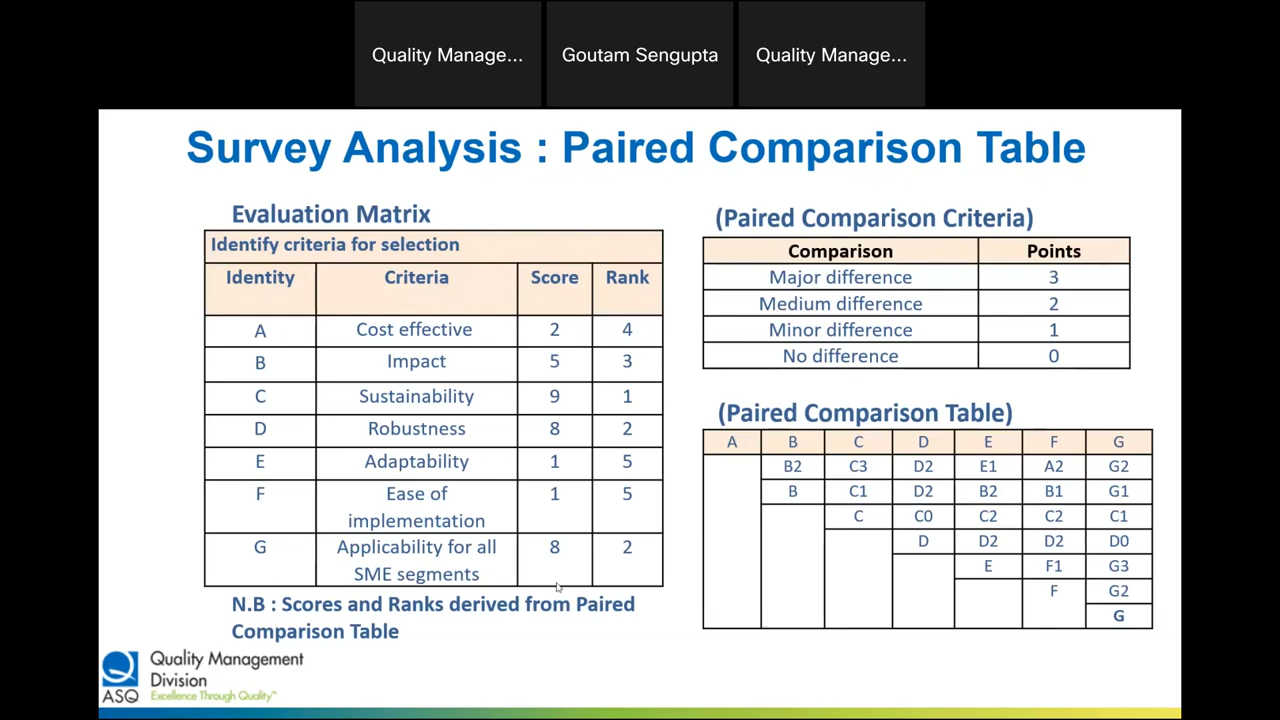 Quality Manage...
Goutam Sengupta
Quality Manage...
Survey Analysis : Paired Comparison Table
Evaluation Matrix
Identify criteria for selection
Identity Criteria Score Rank
A Cost effective 2 4
B Impact 5 3
C Sustainability 9 1
D Robustness 8 2
E Adaptability 1 5
F Ease of implementation 1 5
G Applicability for all SME segments 8 2
N.B : Scores and Ranks derived from Paired
Comparison Table
(Paired Comparison Criteria)
Comparison Points
Major difference 3
Medium difference 2
Minor difference 1
No difference 0
(Paired Comparison Table)
A B C D E F G
B2 C3 D2 E1 A2 G2
B C1 D2 B2 B1 G1
C C0 C2 C2 C1
D D2 D2 D0
E F1 G3
F G2
G
ASQ
Quality Management
Division
Excellence Through Quality™